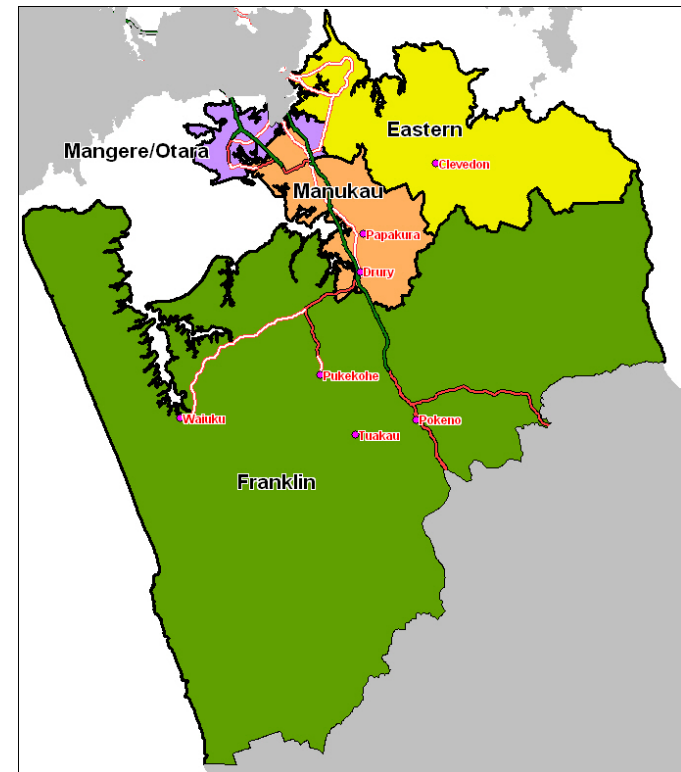 Eastern
Mangere/Otara
Clevedon
Manukau
Papakura
Drury
Pukekohe
Waiuku
Pokeno
Tuakau
Franklin